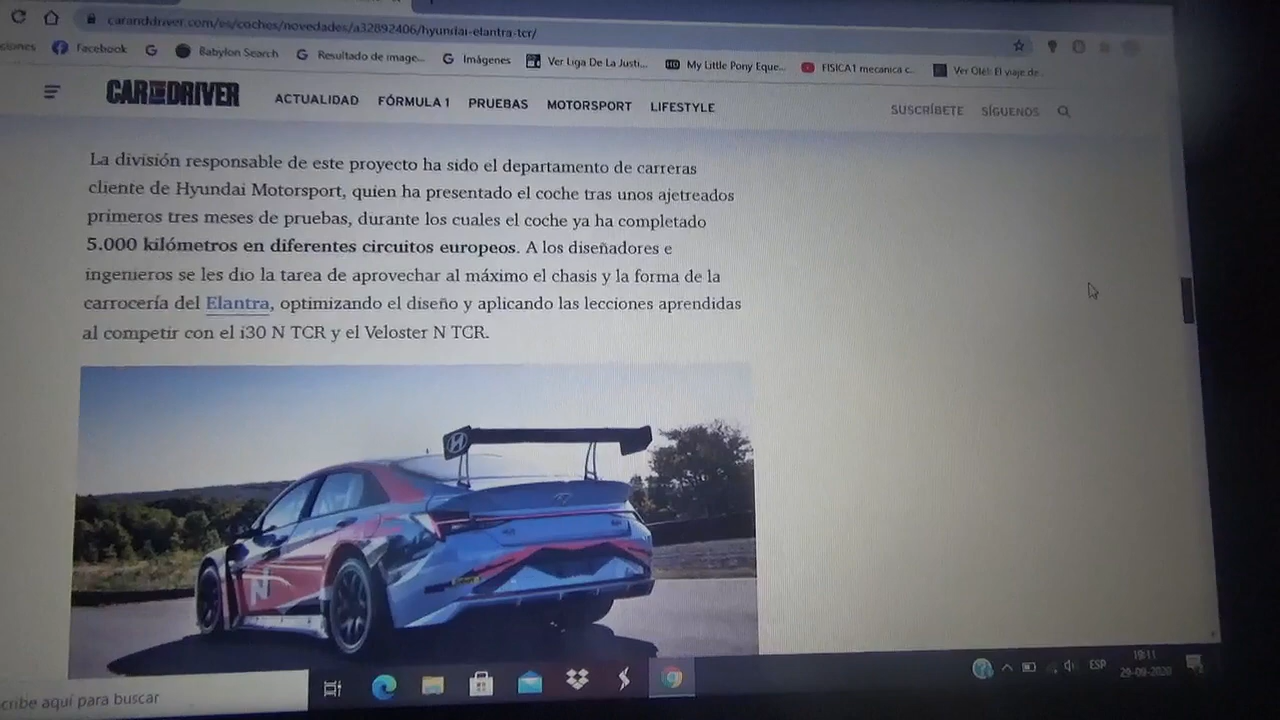 caranddriver.com/es/coches/novedades/a32892406/hyundai-elantra-tcr/
ciones Facebook Babylon Search Resultado de image... Imágenes Ver Liga De La Justi... My Little Pony Eque... FISICA1 mecanica c... Ver Olé! El viaje de...
CAR AND DRIVER ACTUALIDAD FÓRMULA 1 PRUEBAS MOTORSPORT LIFESTYLE SUSCRÍBETE SÍGUENOS
La división responsable de este proyecto ha sido el departamento de carreras
cliente de Hyundai Motorsport, quien ha presentado el coche tras unos ajetreados
primeros tres meses de pruebas, durante los cuales el coche ya ha completado
5.000 kilómetros en diferentes circuitos europeos. A los diseñadores e
ingenieros se les dio la tarea de aprovechar al máximo el chasis y la forma de la
carrocería del Elantra, optimizando el diseño y aplicando las lecciones aprendidas
al competir con el i30 N TCR y el Veloster N TCR.
N
cribe aquí para buscar
ESP
19:11
29-09-2020